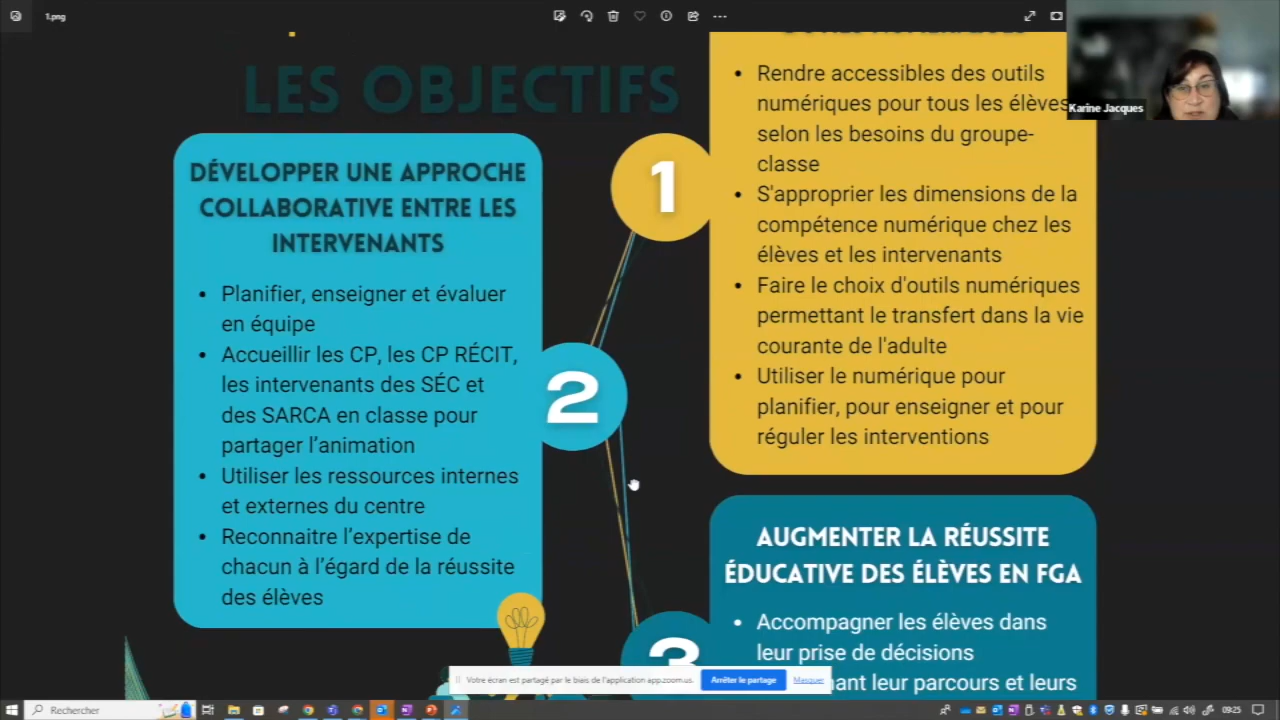 1.png
Karine Jacques
LES OBJECTIFS
1
Rendre accessibles des outils
numériques pour tous les élèves
selon les besoins du groupe-
classe
S'approprier les dimensions de la
compétence numérique chez les
élèves et les intervenants
Faire le choix d'outils numériques
permettant le transfert dans la vie
courante de l'adulte
Utiliser le numérique pour
planifier, pour enseigner et pour
réguler les interventions
DÉVELOPPER UNE APPROCHE
COLLABORATIVE ENTRE LES
INTERVENANTS
2
Planifier, enseigner et évaluer
en équipe
Accueillir les CP, les CP RÉCIT,
les intervenants des SÉC et
des SARCA en classe pour
partager l’animation
Utiliser les ressources internes
et externes du centre
Reconnaitre l’expertise de
chacun à l’égard de la réussite
des élèves
3
AUGMENTER LA RÉUSSITE
ÉDUCATIVE DES ÉLÈVES EN FGA
Accompagner les élèves dans
leur prise de décisions
leur parcours et leurs
Votre écran est partagé par le biais de l'application app.zoom.us.
Arrêter le partage
Masquer
Rechercher
09:25